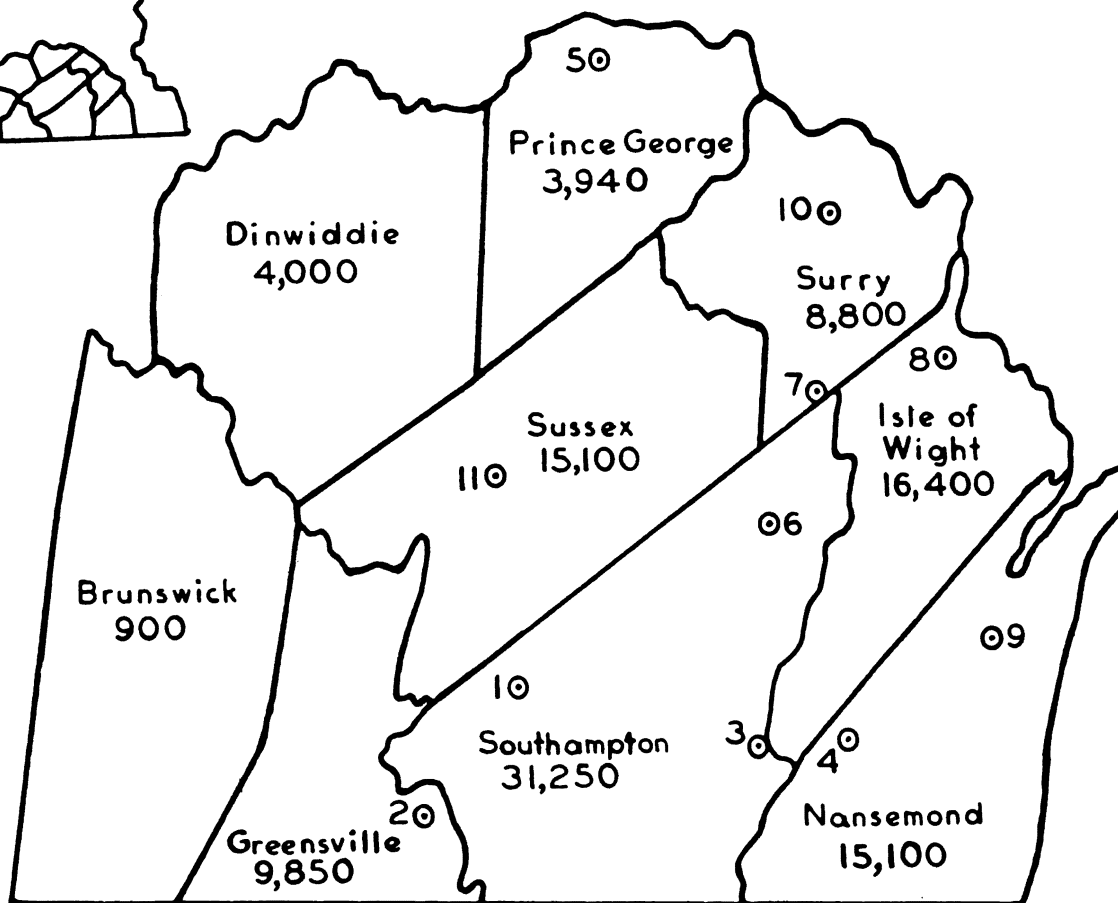 5
Prince George
3,940
10
Dinwiddie
4,000
Surry
8,800
8
7
Isle of
Wight
16,400
Sussex
15,100
11
6
Brunswick
900
9
1
Southampton
31,250
3
4
2
Greensville
9,850
Nansemond
15,100